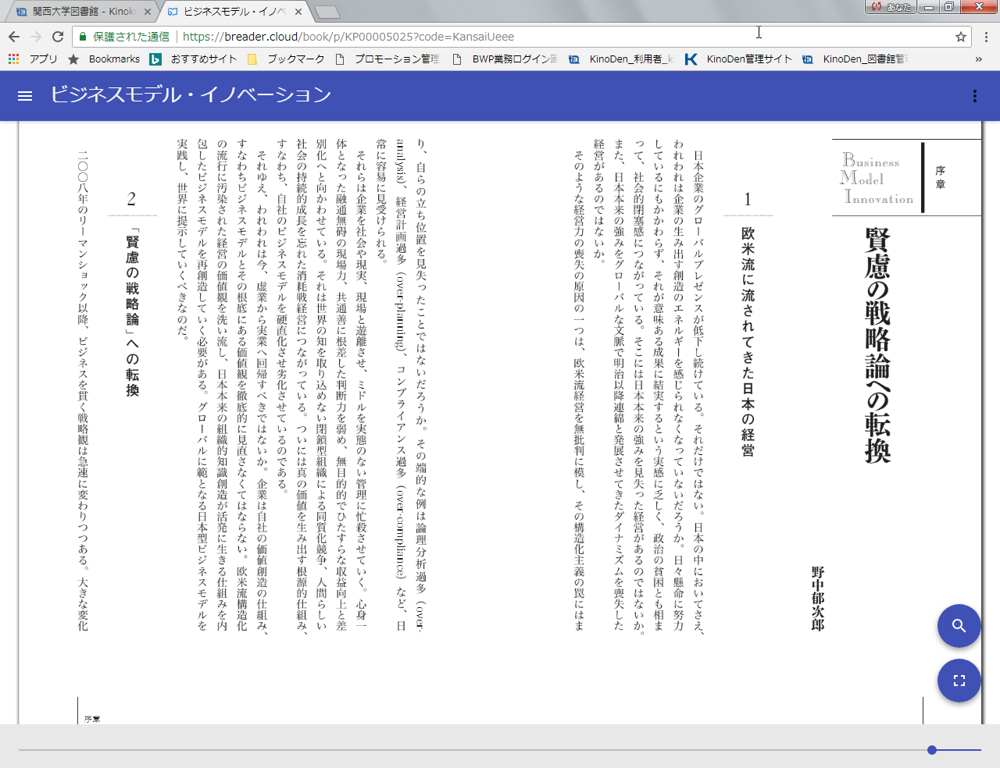 関西大学図書館 - Kinok
ビジネスモデル・イノベ
あなた
保護された通信
https://breader.cloud/book/p/KP00005025?code=KansaiUeee
アプリ
Bookmarks
おすすめサイト
ブックマーク
プロモーション管理
BWP業務ログイン画
KinoDen_利用者_ki
KinoDen管理サイト
KinoDen_図書館管
»
ビジネスモデル・イノベーション
序章
Business
Model
Innovation
賢慮の戦略論への転換
野中郁次郎
1 欧米流に流されてきた日本の経営
日本企業のグローバルプレゼンスが低下し続けている。それだけではない。日本の中においてさえ、
われわれは企業の生み出す創造のエネルギーを感じられなくなっていないだろうか。日々懸命に努力
しているにもかかわらず、それが意味ある成果に結実するという実感に乏しく、政治の貧困とも相ま
って、社会的閉塞感につながっている。そこには日本本来の強みを見失った経営があるのではないか。
また、日本本来の強みをグローバルな文脈で明治以降連綿と発展させてきたダイナミズムを喪失した
経営があるのではないか。
そのような経営力の喪失の原因の一つは、欧米流経営を無批判に模し、その構造化主義の罠にはま
り、自らの立ち位置を見失ったことではないだろうか。その端的な例は論理分析過多（over-
analysis）、経営計画過多（over-planning）、コンプライアンス過多（over-compliance）など、日
常に容易に見受けられる。
それらは企業を社会や現実、現場と遊離させ、ミドルを実態のない管理に忙殺させていく。心身一
体となった融通無碍の現場力、共通善に根差した判断力を弱め、無目的的でひたすらな収益向上と差
別化へと向かわせている。それは世界の知を取り込めない閉鎖型組織による同質化競争、人間らしい
社会の持続的成長を忘れた消耗戦経営につながっている。ついには真の価値を生み出す根源的仕組み、
すなわち、自社のビジネスモデルを硬直化させ劣化させているのである。
それゆえ、われわれは今、虚業から実業へ回帰すべきではないか。企業は自社の価値創造の仕組み、
すなわちビジネスモデルとその根底にある価値観を徹底的に見直さなくてはならない。欧米流構造化
の流行に汚染された経営の価値観を洗い流し、日本本来の組織的知識創造が活発に生きる仕組みを内
包したビジネスモデルを再創造していく必要がある。グローバルに範となる日本型ビジネスモデルを
実践し、世界に提示していくべきなのだ。
2 「賢慮の戦略論」への転換
二〇〇八年のリーマンショック以降、ビジネスを貫く戦略観は急速に変わりつつある。大きな変化
序章